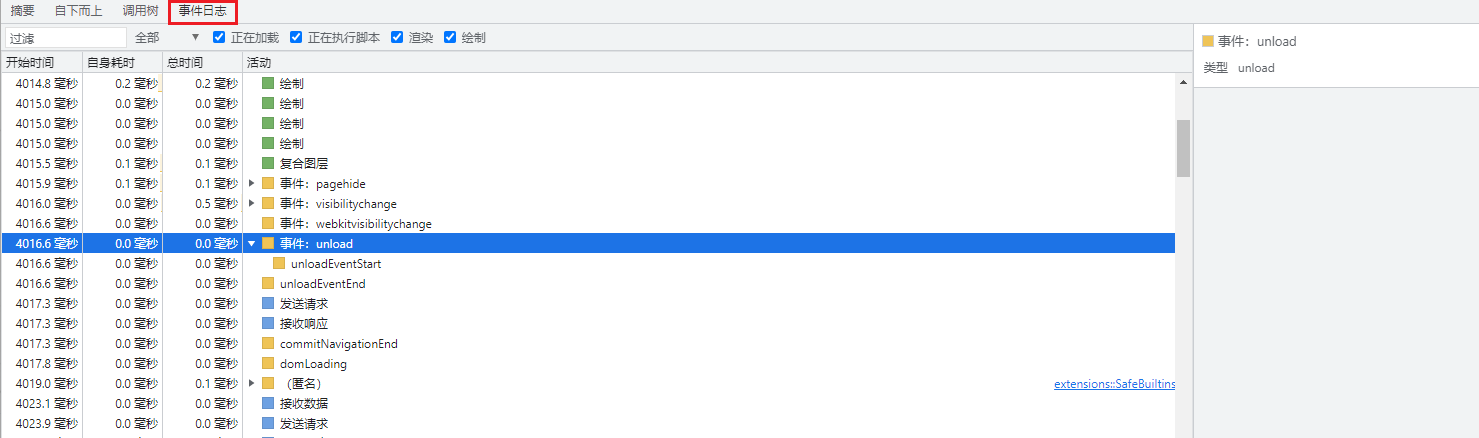 摘要 自下而上 调用树 事件日志
过滤 全部 正在加载 正在执行脚本 渲染 绘制
事件：unload
类型 unload
开始时间 自身耗时 总时间 活动
4014.8 毫秒 0.2 毫秒 0.2 毫秒 绘制
4015.0 毫秒 0.0 毫秒 0.0 毫秒 绘制
4015.0 毫秒 0.0 毫秒 0.0 毫秒 绘制
4015.0 毫秒 0.0 毫秒 0.0 毫秒 绘制
4015.5 毫秒 0.1 毫秒 0.1 毫秒 复合图层
4015.9 毫秒 0.1 毫秒 0.1 毫秒 事件：pagehide
4016.0 毫秒 0.0 毫秒 0.5 毫秒 事件：visibilitychange
4016.6 毫秒 0.0 毫秒 0.0 毫秒 事件：webkitvisibilitychange
4016.6 毫秒 0.0 毫秒 0.0 毫秒 事件：unload
4016.6 毫秒 0.0 毫秒 0.0 毫秒 unloadEventStart
4016.6 毫秒 0.0 毫秒 0.0 毫秒 unloadEventEnd
4017.3 毫秒 0.0 毫秒 0.0 毫秒 发送请求
4017.3 毫秒 0.0 毫秒 0.0 毫秒 接收响应
4017.3 毫秒 0.0 毫秒 0.0 毫秒 commitNavigationEnd
4017.8 毫秒 0.0 毫秒 0.0 毫秒 domLoading
4019.0 毫秒 0.0 毫秒 0.1 毫秒 （匿名） extensions::SafeBuiltins
4023.1 毫秒 0.0 毫秒 0.0 毫秒 接收数据
4023.9 毫秒 0.0 毫秒 0.0 毫秒 发送请求